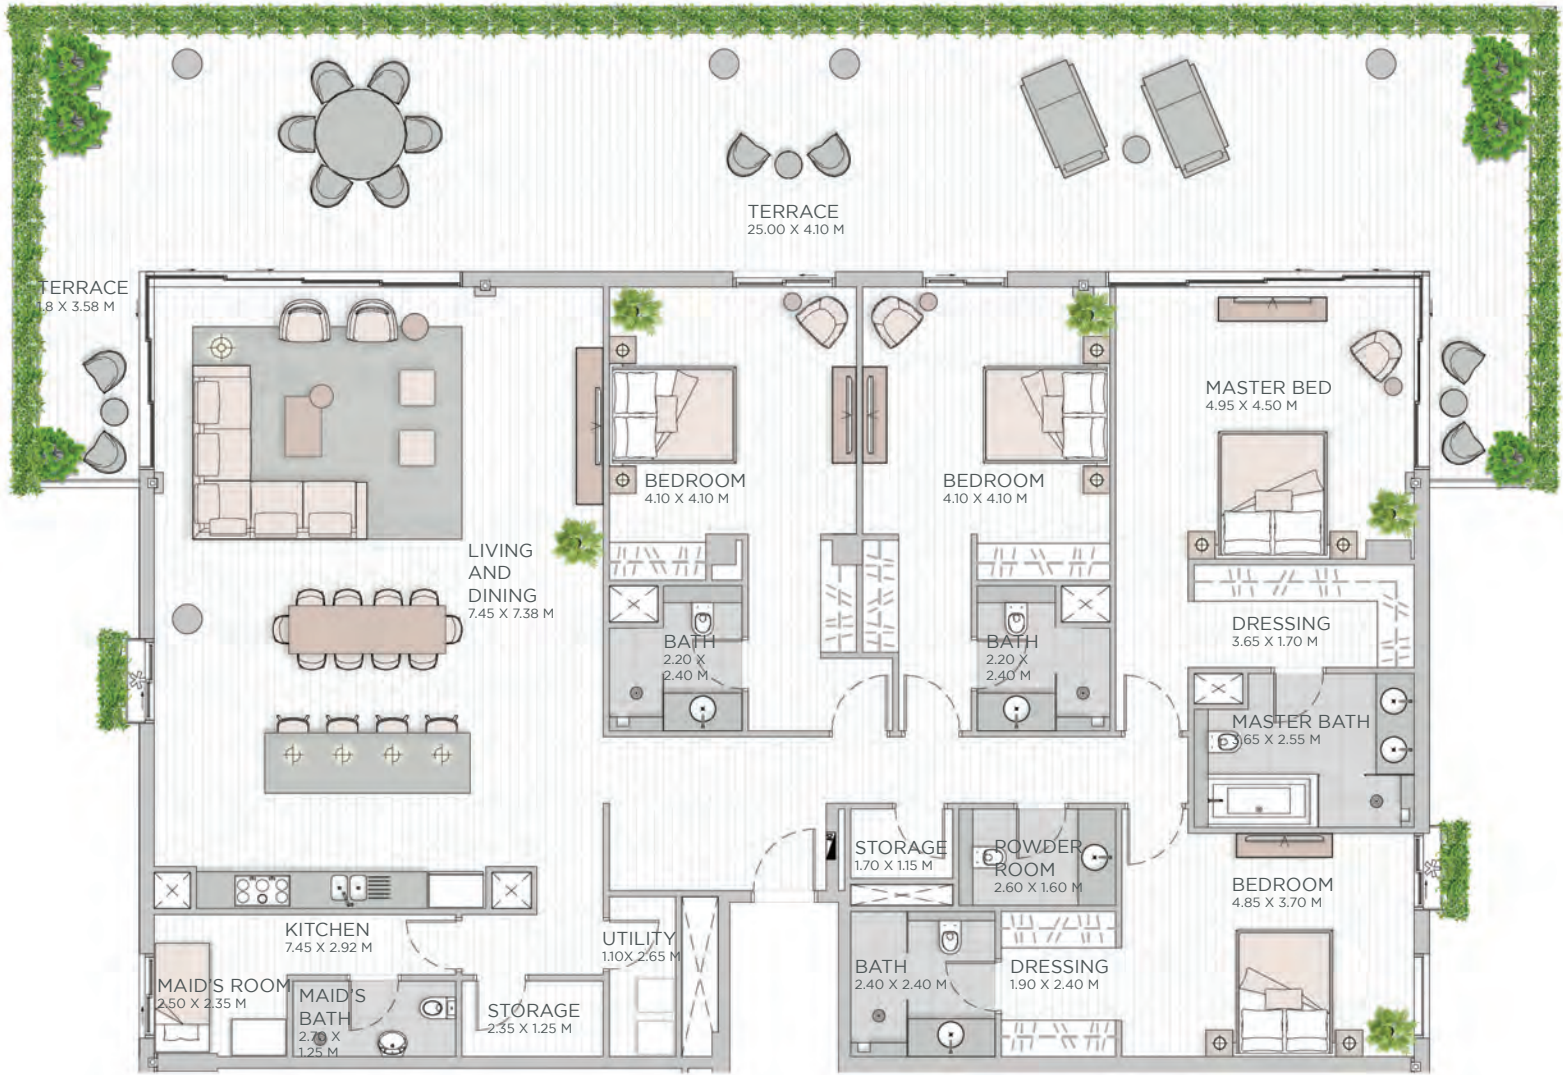 TERRACE
25.00 X 4.10 M
TERRACE
.8 X 3.58 M
MASTER BED
4.95 X 4.50 M
BEDROOM
4.10 X 4.10 M
BEDROOM
4.10 X 4.10 M
LIVING
AND
DINING
7.45 X 7.38 M
DRESSING
3.65 X 1.70 M
BATH
2.20 X
2.40 M
BATH
2.20 X
2.40 M
MASTER BATH
3.65 X 2.55 M
STORAGE
1.70 X 1.15 M
POWDER
ROOM
2.60 X 1.60 M
BEDROOM
4.85 X 3.70 M
KITCHEN
7.45 X 2.92 M
UTILITY
1.10X 2.65 M
BATH
2.40 X 2.40 M
DRESSING
1.90 X 2.40 M
MAID'S ROOM
2.50 X 2.35 M
MAID'S
BATH
2.70 X
1.25 M
STORAGE
2.35 X 1.25 M